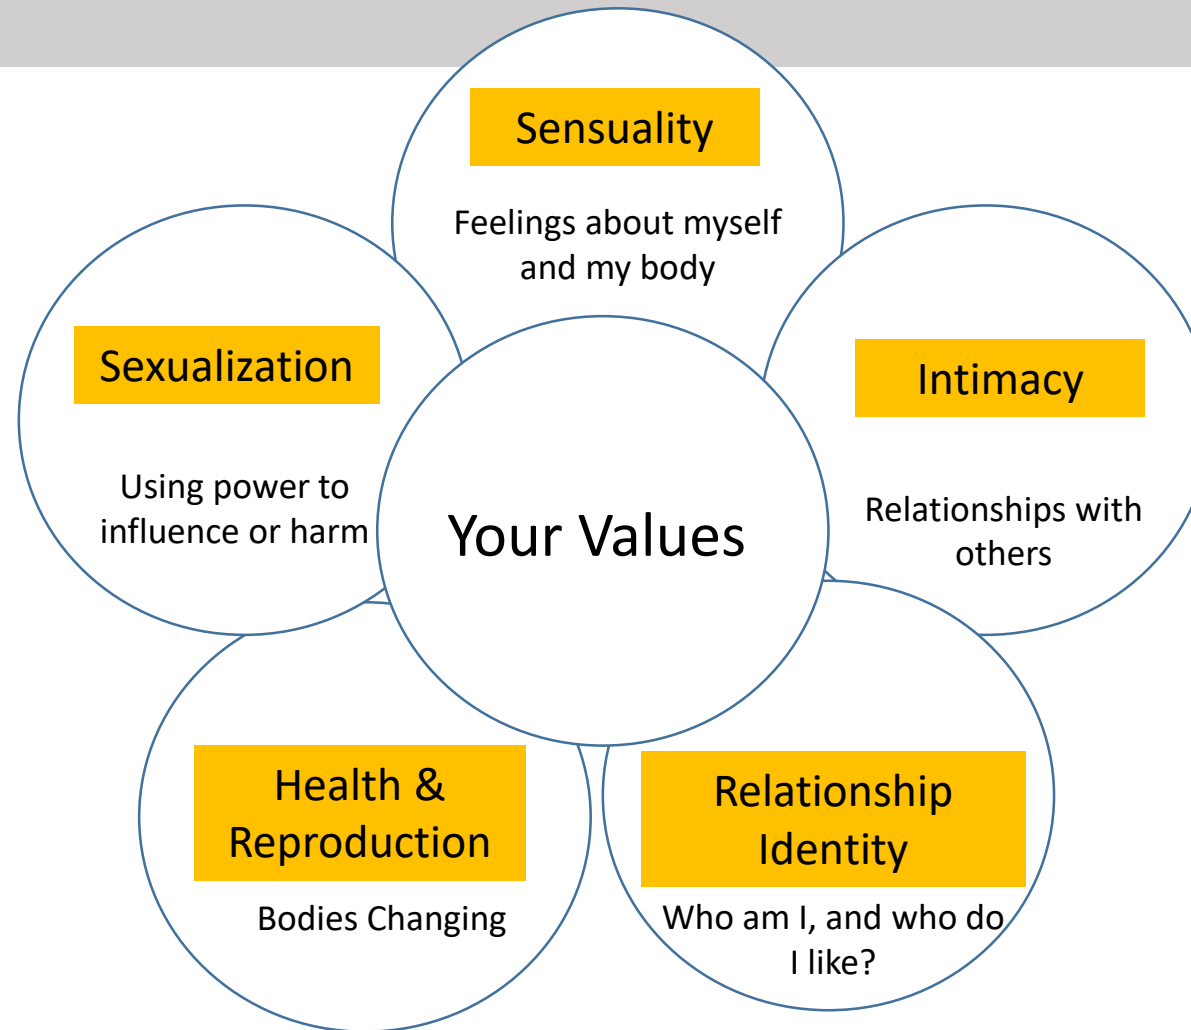 Sensuality
Feelings about myself
and my body
Sexualization
Using power to
influence or harm
Intimacy
Relationships with
others
Your Values
Health &
Reproduction
Bodies Changing
Relationship
Identity
Who am I, and who do
I like?